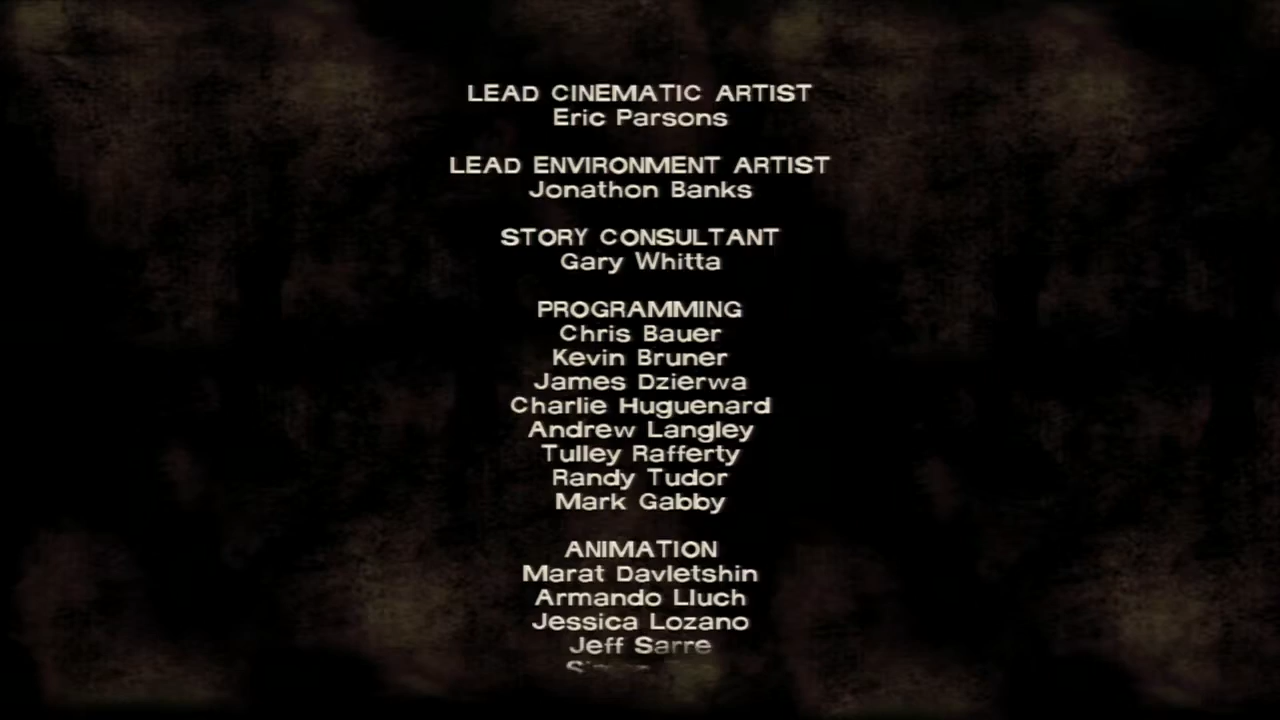 LEAD CINEMATIC ARTIST
Eric Parsons
LEAD ENVIRONMENT ARTIST
Jonathon Banks
STORY CONSULTANT
Gary Whitta
PROGRAMMING
Chris Bauer
Kevin Bruner
James Dzierwa
Charlie Huguenard
Andrew Langley
Tulley Rafferty
Randy Tudor
Mark Gabby
ANIMATION
Marat Davletshin
Armando Lluch
Jessica Lozano
Jeff Sarre